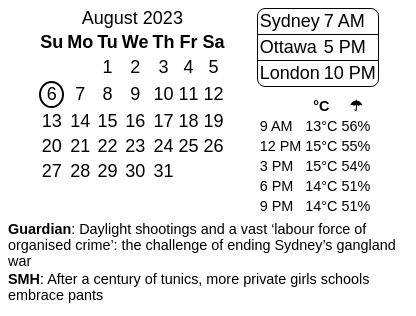 August 2023
Su Mo Tu We Th Fr Sa
1 2 3 4 5
6 7 8 9 10 11 12
13 14 15 16 17 18 19
20 21 22 23 24 25 26
27 28 29 30 31
Sydney 7 AM
Ottawa 5 PM
London 10 PM
°C ☂
9 AM 13°C 56%
12 PM 15°C 55%
3 PM 15°C 54%
6 PM 14°C 51%
9 PM 14°C 51%
Guardian: Daylight shootings and a vast ‘labour force of
organised crime’: the challenge of ending Sydney’s gangland
war
SMH: After a century of tunics, more private girls schools
embrace pants